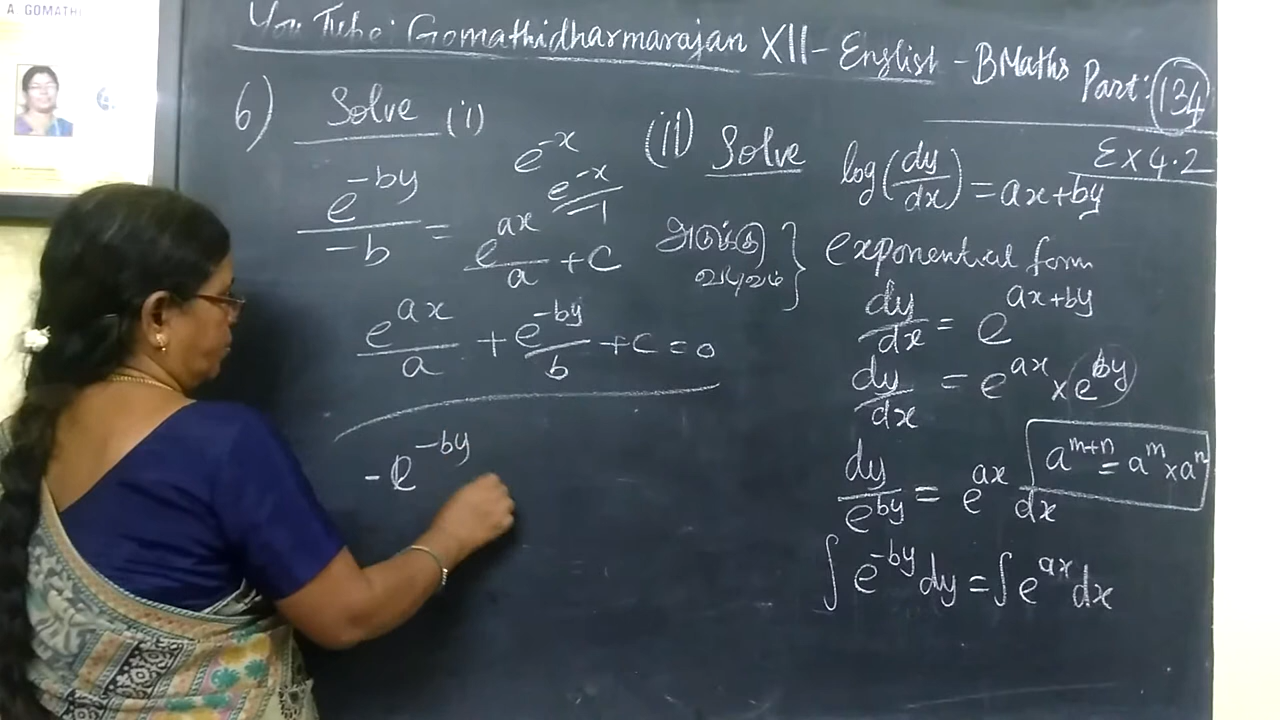 A GOMATHI
You Tube: Gomathidharmarajan XII - English - B Maths Part: 134
Ex 4.2
6) Solve (i)
e^-x
e^-x/-1
e^-by/-b = e^ax/a + C
e^ax/a + e^-by/b + c = 0
-e^-by
(ii) Solve log(dy/dx) = ax+by
அடுக்கு
வடிவம்
} exponential form
dy/dx = e^ax+by
dy/dx = e^ax × e^by
a^m+n = a^m × a^n
dy/e^by = e^ax dx
∫ e^-by dy = ∫ e^ax dx